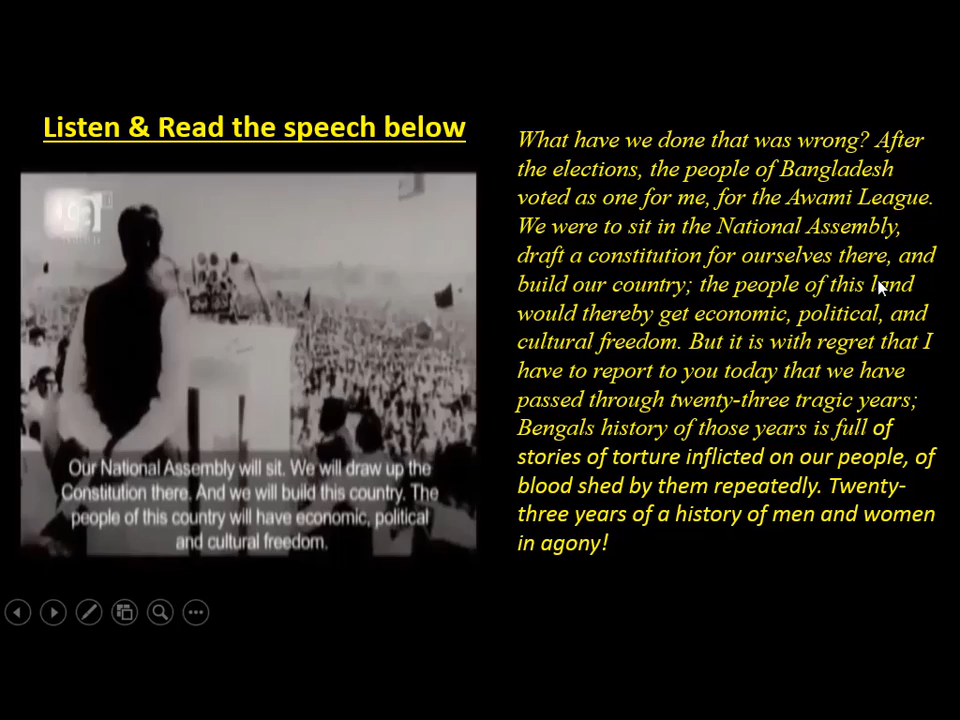 Listen & Read the speech below
Our National Assembly will sit. We will draw up the
Constitution there. And we will build this country. The
people of this country will have economic, political
and cultural freedom.
What have we done that was wrong? After
the elections, the people of Bangladesh
voted as one for me, for the Awami League.
We were to sit in the National Assembly,
draft a constitution for ourselves there, and
build our country; the people of this land
would thereby get economic, political, and
cultural freedom. But it is with regret that I
have to report to you today that we have
passed through twenty-three tragic years;
Bengals history of those years is full of
stories of torture inflicted on our people, of
blood shed by them repeatedly. Twenty-
three years of a history of men and women
in agony!